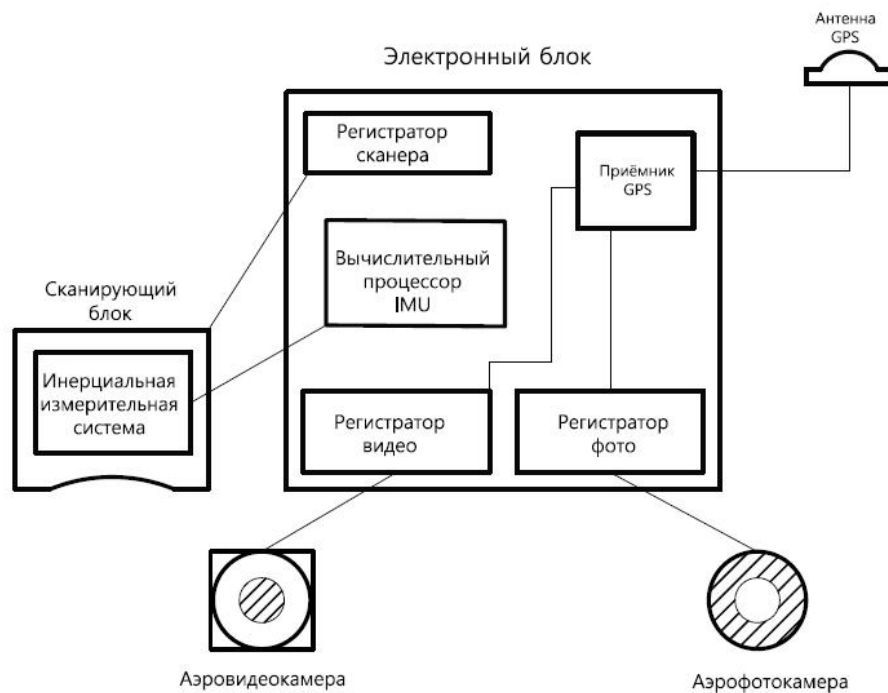 Антенна
GPS
Электронный блок
Регистратор
сканера
Приёмник
GPS
Вычислительный
процессор
IMU
Сканирующий
блок
Инерциальная
измерительная
система
Регистратор
видео
Регистратор
фото
Аэровидеокамера
Аэрофотокамера